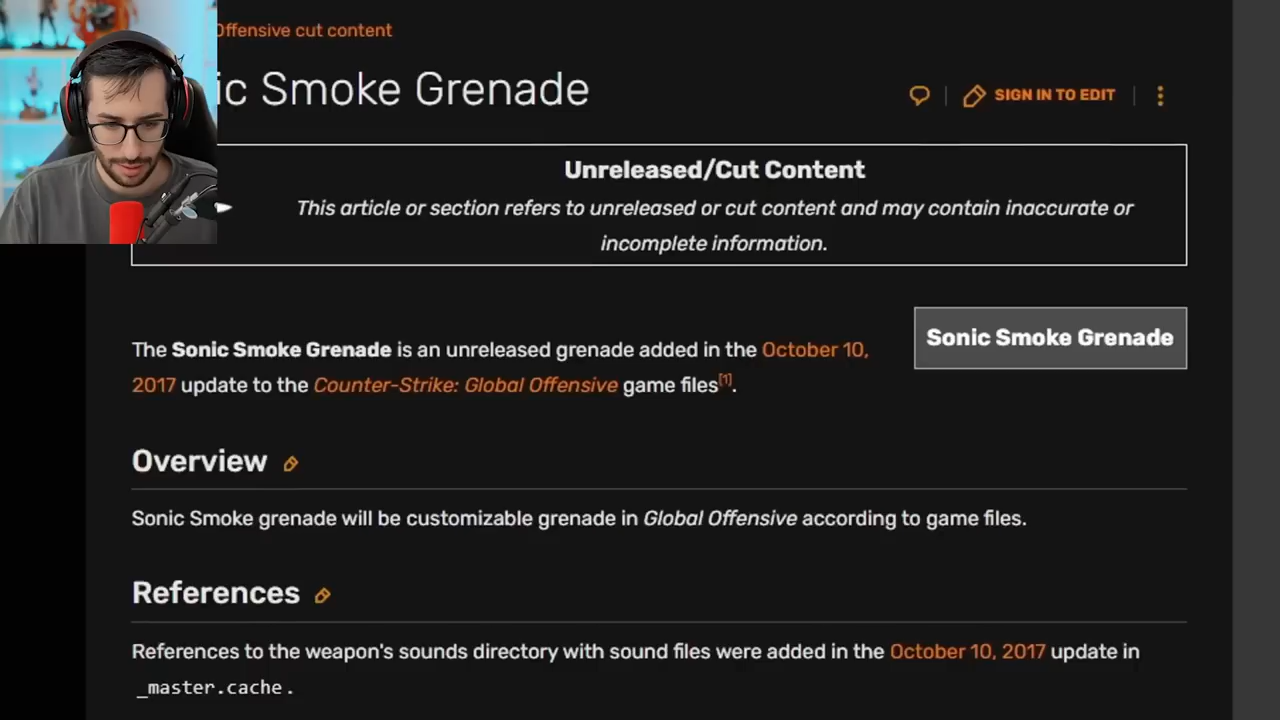 Offensive cut content
ic Smoke Grenade
SIGN IN TO EDIT
Unreleased/Cut Content
This article or section refers to unreleased or cut content and may contain inaccurate or
incomplete information.
Sonic Smoke Grenade
The Sonic Smoke Grenade is an unreleased grenade added in the October 10,
2017 update to the Counter-Strike: Global Offensive game files[1].
Overview
Sonic Smoke grenade will be customizable grenade in Global Offensive according to game files.
References
References to the weapon's sounds directory with sound files were added in the October 10, 2017 update in
_master.cache.